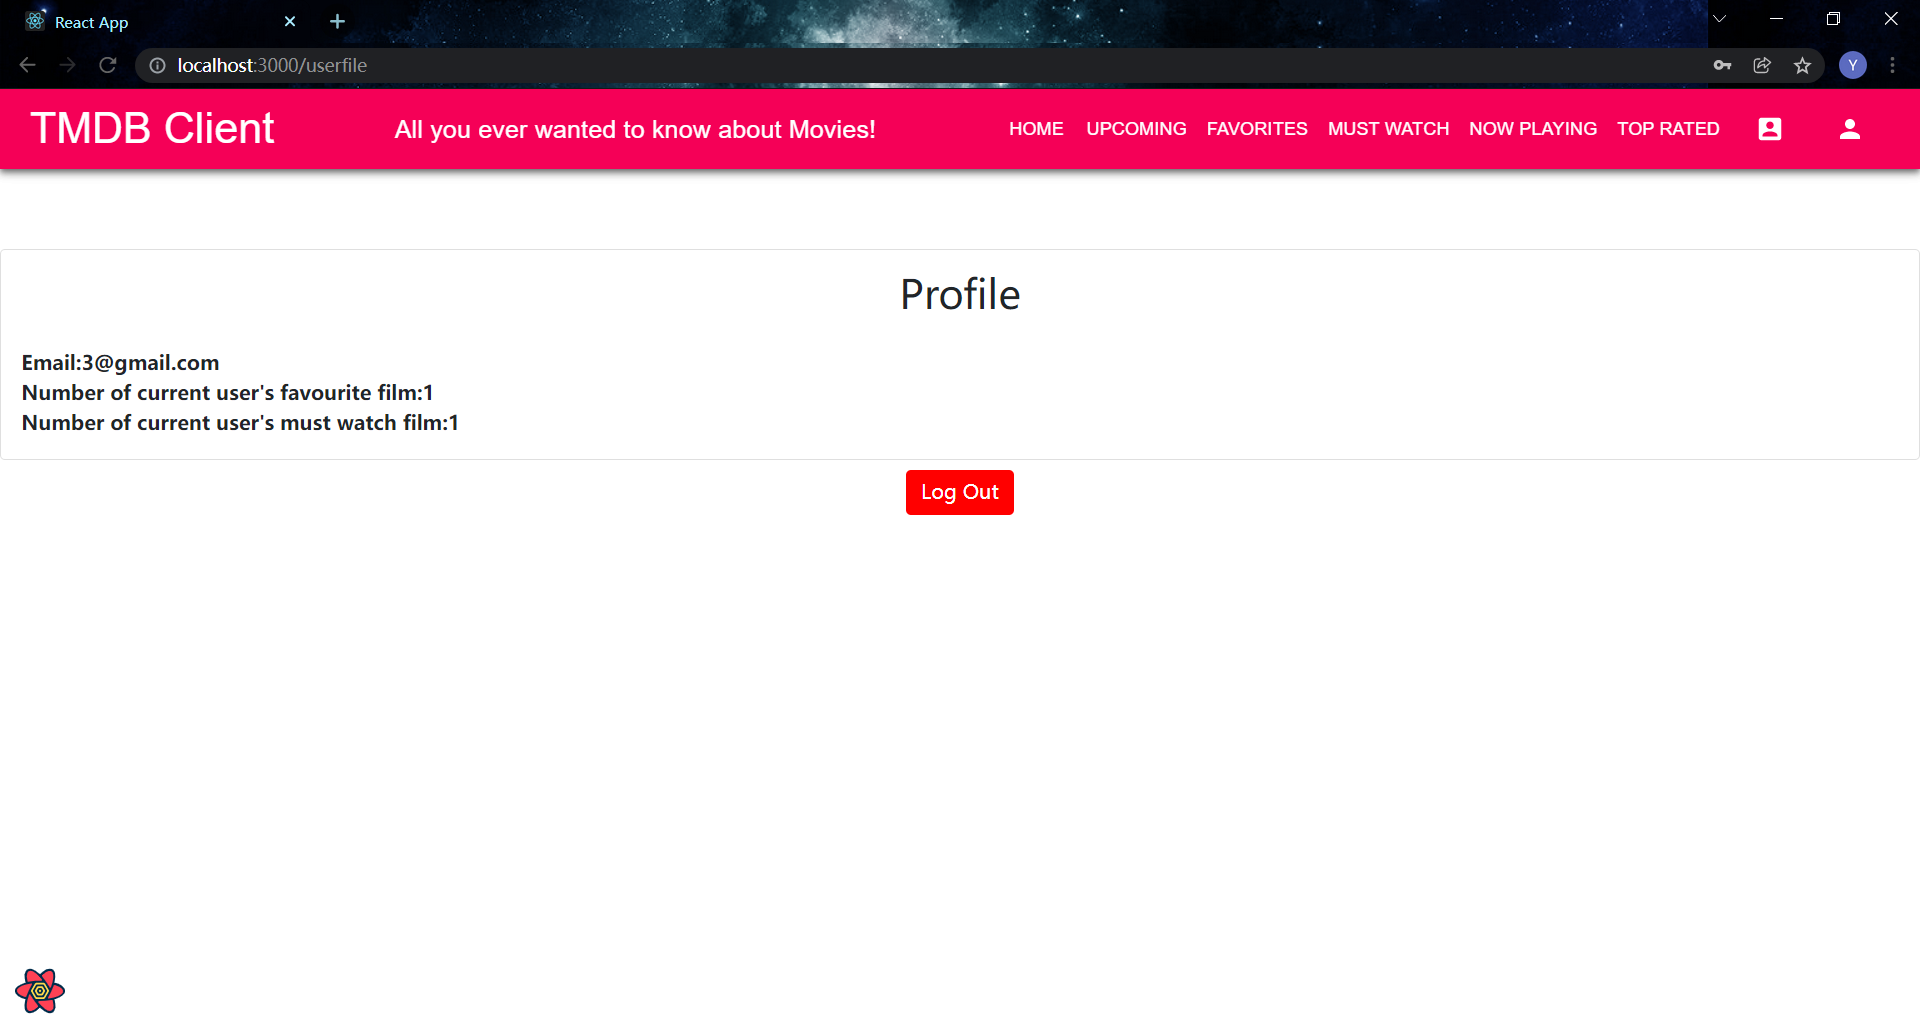 React App
localhost:3000/userfile
Y
TMDB Client
All you ever wanted to know about Movies!
HOME UPCOMING FAVORITES MUST WATCH NOW PLAYING TOP RATED
Profile
Email:3@gmail.com
Number of current user's favourite film:1
Number of current user's must watch film:1
Log Out